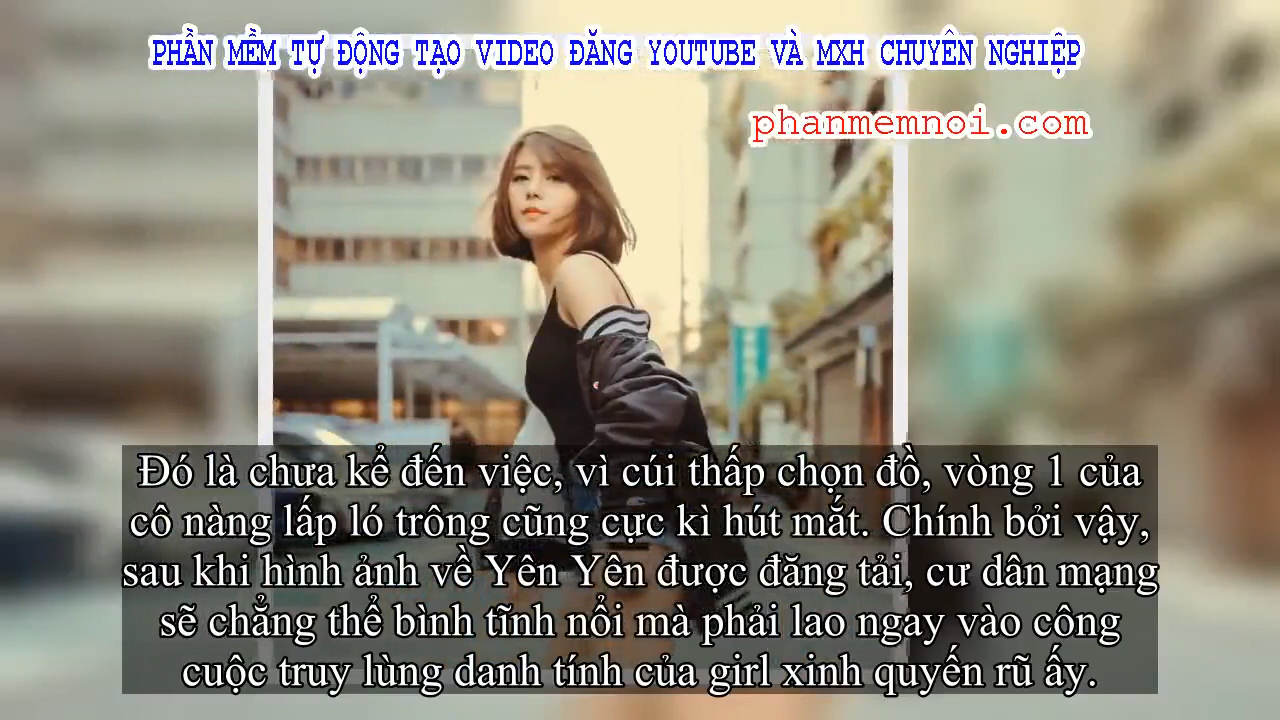 PHẦN MỀM TỰ ĐỘNG TẠO VIDEO ĐĂNG YOUTUBE VÀ MXH CHUYÊN NGHIỆP
phanmemnoi.com
Đó là chưa kể đến việc, vì cúi thấp chọn đồ, vòng 1 của
cô nàng lấp ló trông cũng cực kì hút mắt. Chính bởi vậy,
sau khi hình ảnh về Yên Yên được đăng tải, cư dân mạng
sẽ chẳng thể bình tĩnh nổi mà phải lao ngay vào công
cuộc truy lùng danh tính của girl xinh quyến rũ ấy.